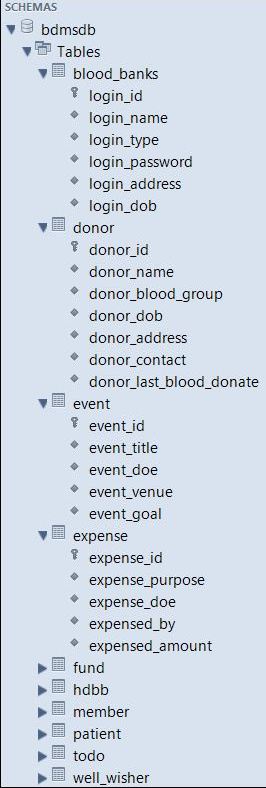 SCHEMAS
bdmsdb
Tables
blood_banks
login_id
login_name
login_type
login_password
login_address
login_dob
donor
donor_id
donor_name
donor_blood_group
donor_dob
donor_address
donor_contact
donor_last_blood_donate
event
event_id
event_title
event_doe
event_venue
event_goal
expense
expense_id
expense_purpose
expense_doe
expensed_by
expensed_amount
fund
hdbb
member
patient
todo
well_wisher